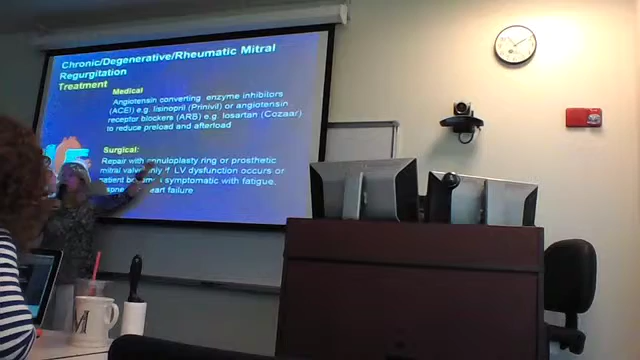 Chronic/Degenerative/Rheumatic Mitral
Regurgitation
Treatment
Medical
Angiotensin converting enzyme inhibitors
(ACEI) e.g. lisinopril (Prinivil) or angiotensin
receptor blockers (ARB) e.g. losartan (Cozaar)
to reduce preload and afterload
Surgical:
Repair with annuloplasty ring or prosthetic
mitral valve only if LV dysfunction occurs or
patient symptomatic with fatigue,
heart failure
M